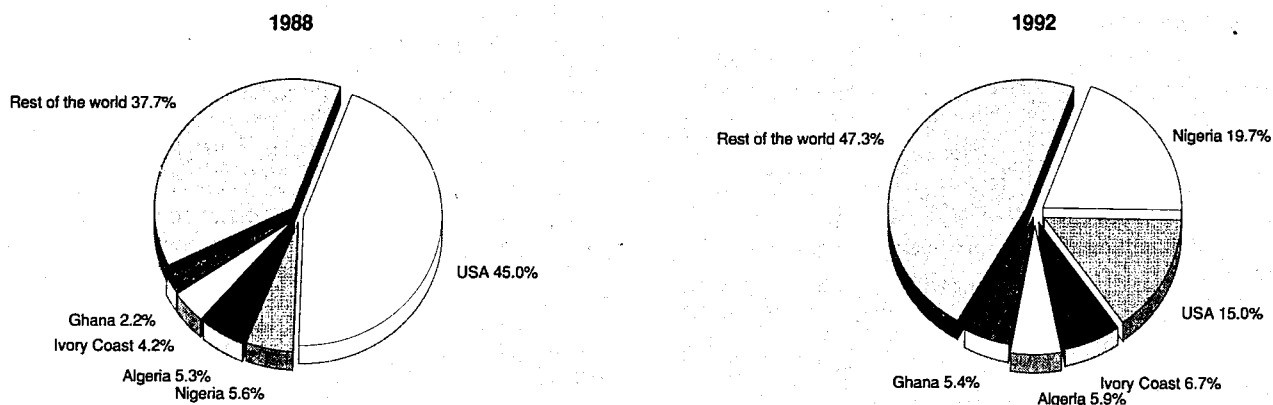 1988
Rest of the world 37.7%
USA 45.0%
Ghana 2.2%
Ivory Coast 4.2%
Algeria 5.3%
Nigeria 5.6%
1992
Rest of the world 47.3%
Nigeria 19.7%
USA 15.0%
Ghana 5.4%
Ivory Coast 6.7%
Algeria 5.9%